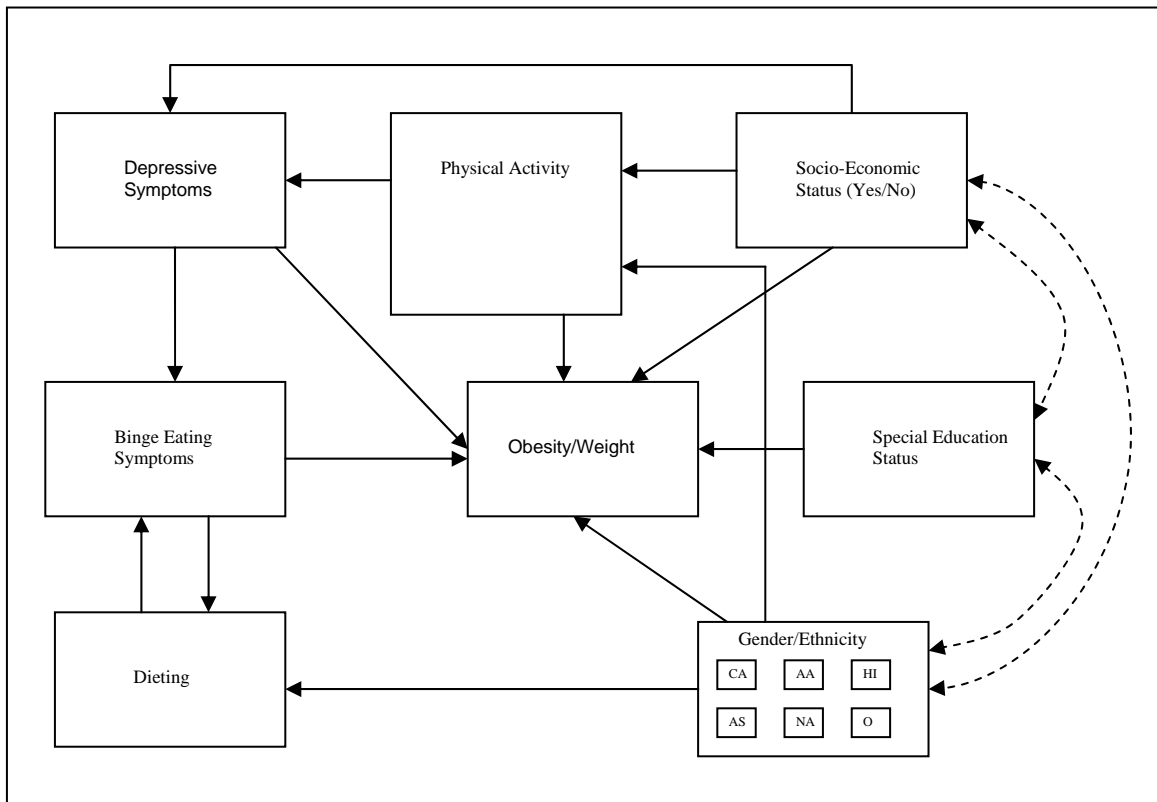 Depressive
Symptoms
Physical Activity
Socio-Economic
Status (Yes/No)
Binge Eating
Symptoms
Obesity/Weight
Special Education
Status
Dieting
Gender/Ethnicity
CA AA HI
AS NA O